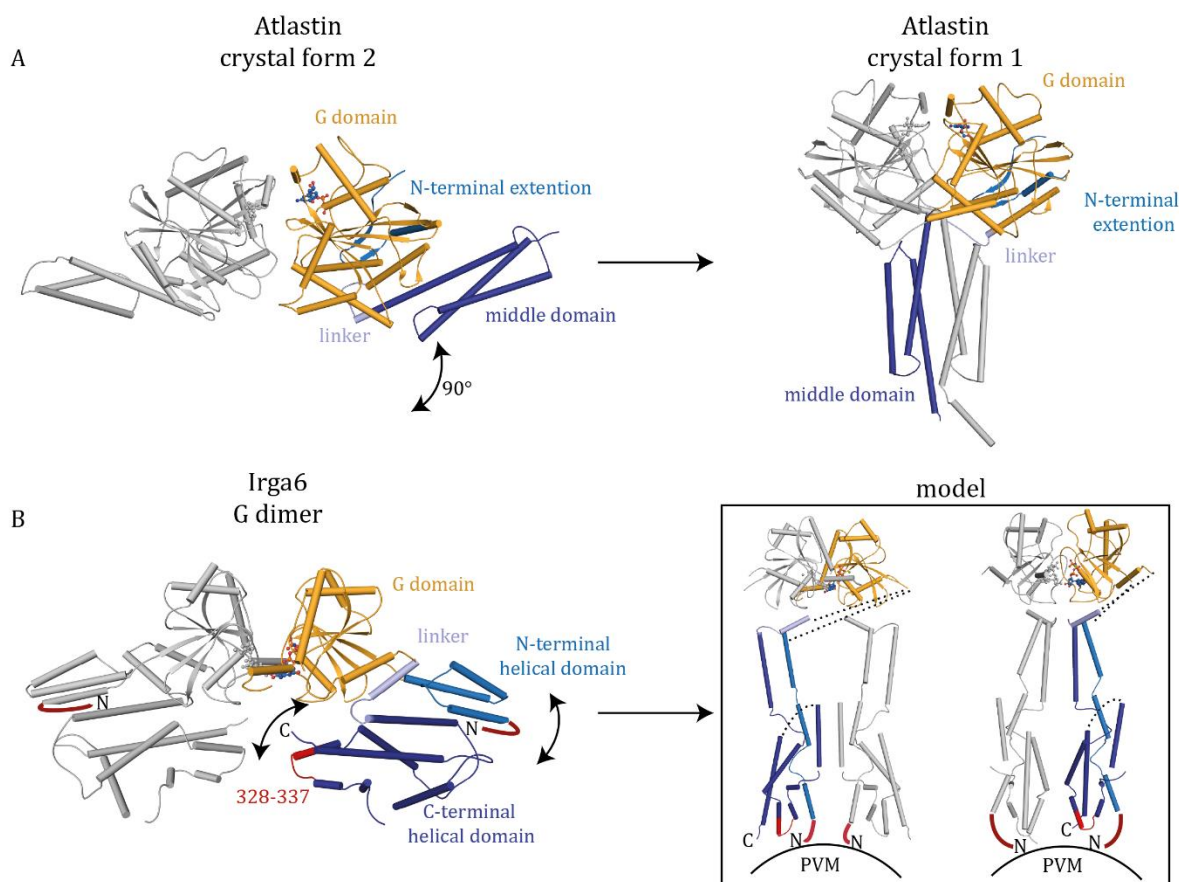 Atlastin
crystal form 2
Atlastin
crystal form 1
A
G domain
N-terminal extention
linker
middle domain
90°
G domain
N-terminal
extention
linker
middle domain
B
Irga6
G dimer
G domain
linker
N-terminal
helical domain
N
C
N
328-337
C-terminal
helical domain
model
C
N
N
PVM
N
C
N
PVM